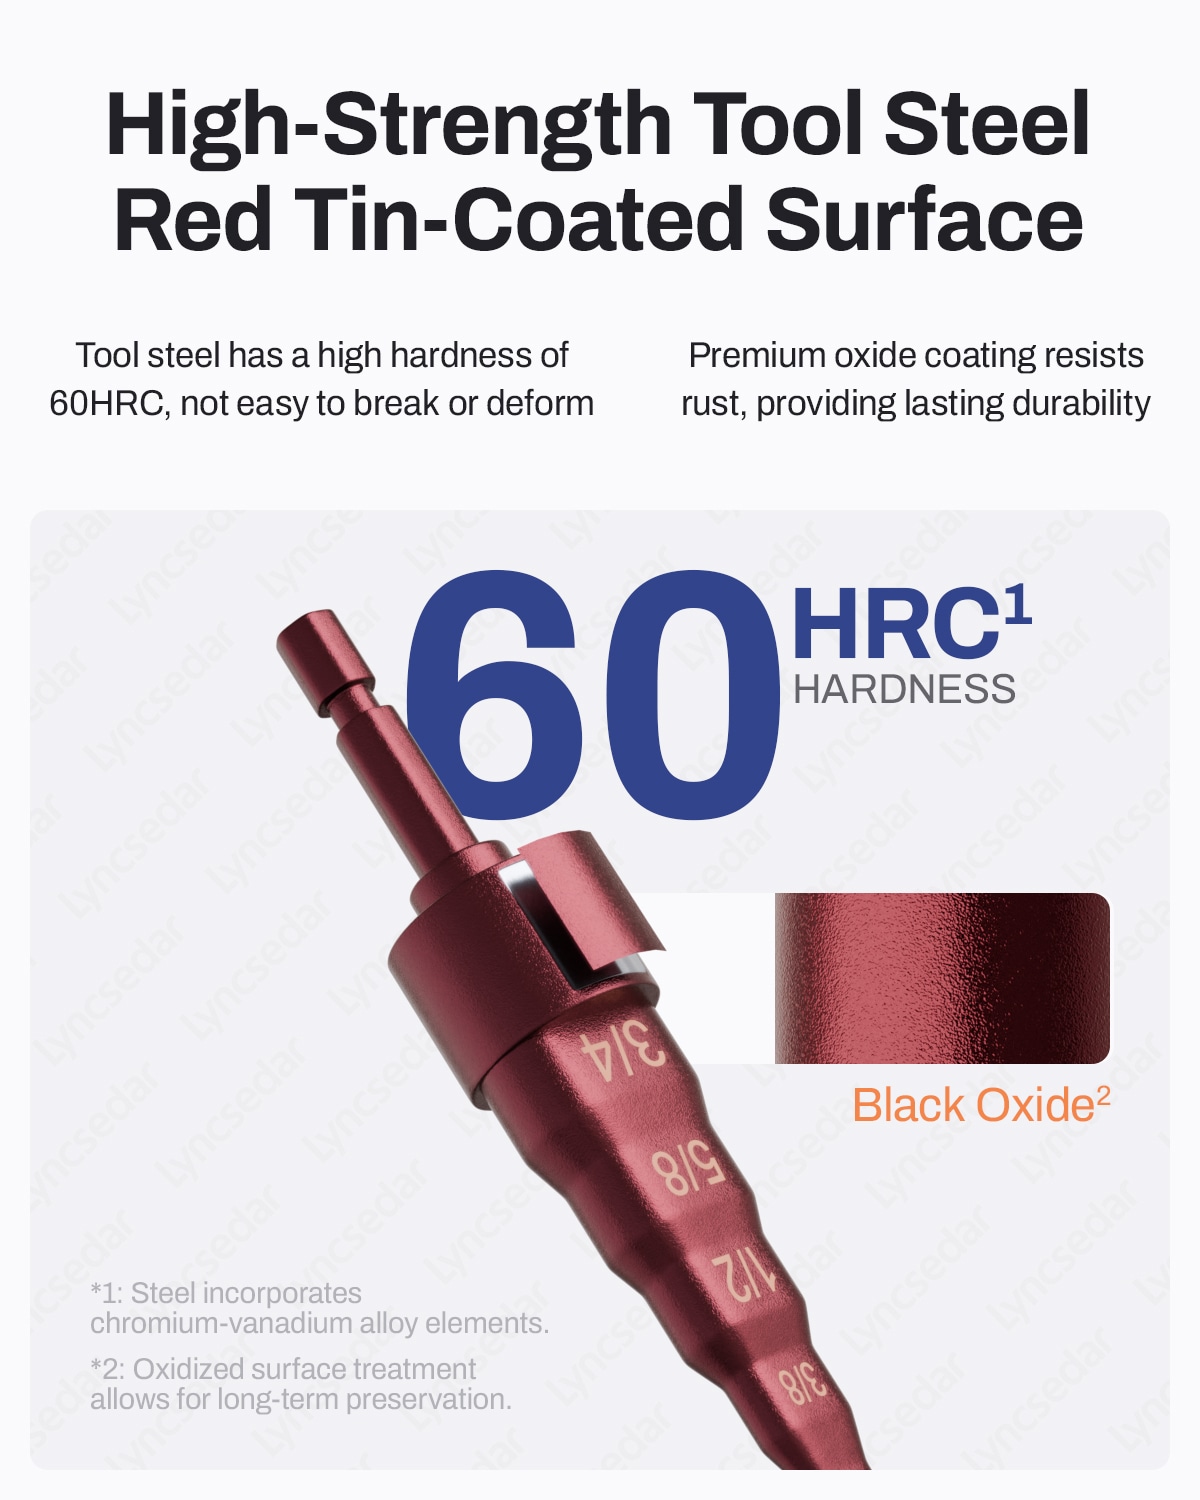 High-Strength Tool Steel
Red Tin-Coated Surface
Tool steel has a high hardness of
60HRC, not easy to break or deform
Premium oxide coating resists
rust, providing lasting durability
60 HRC¹
HARDNESS
3/4
5/8
1/2
3/8
Black Oxide²
*1: Steel incorporates
chromium-vanadium alloy elements.
*2: Oxidized surface treatment
allows for long-term preservation.
Lyncsedar